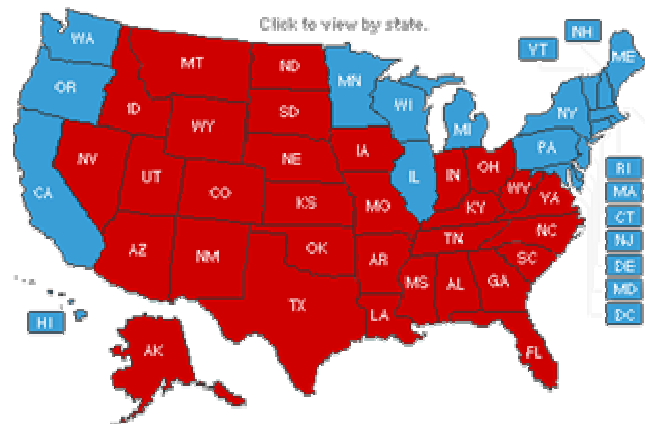 Click to view by state.
NH
WA
VT
ME
MT
ND
MN
OR
ID
SD
WI
NY
WY
MI
IA
PA
NV
NE
OH
IL
IN
RI
UT
CO
WV
VA
MA
CA
KS
MO
KY
CT
NC
NJ
TN
AZ
NM
OK
AR
SC
DE
MS
AL
GA
MD
TX
LA
DC
HI
AK
FL